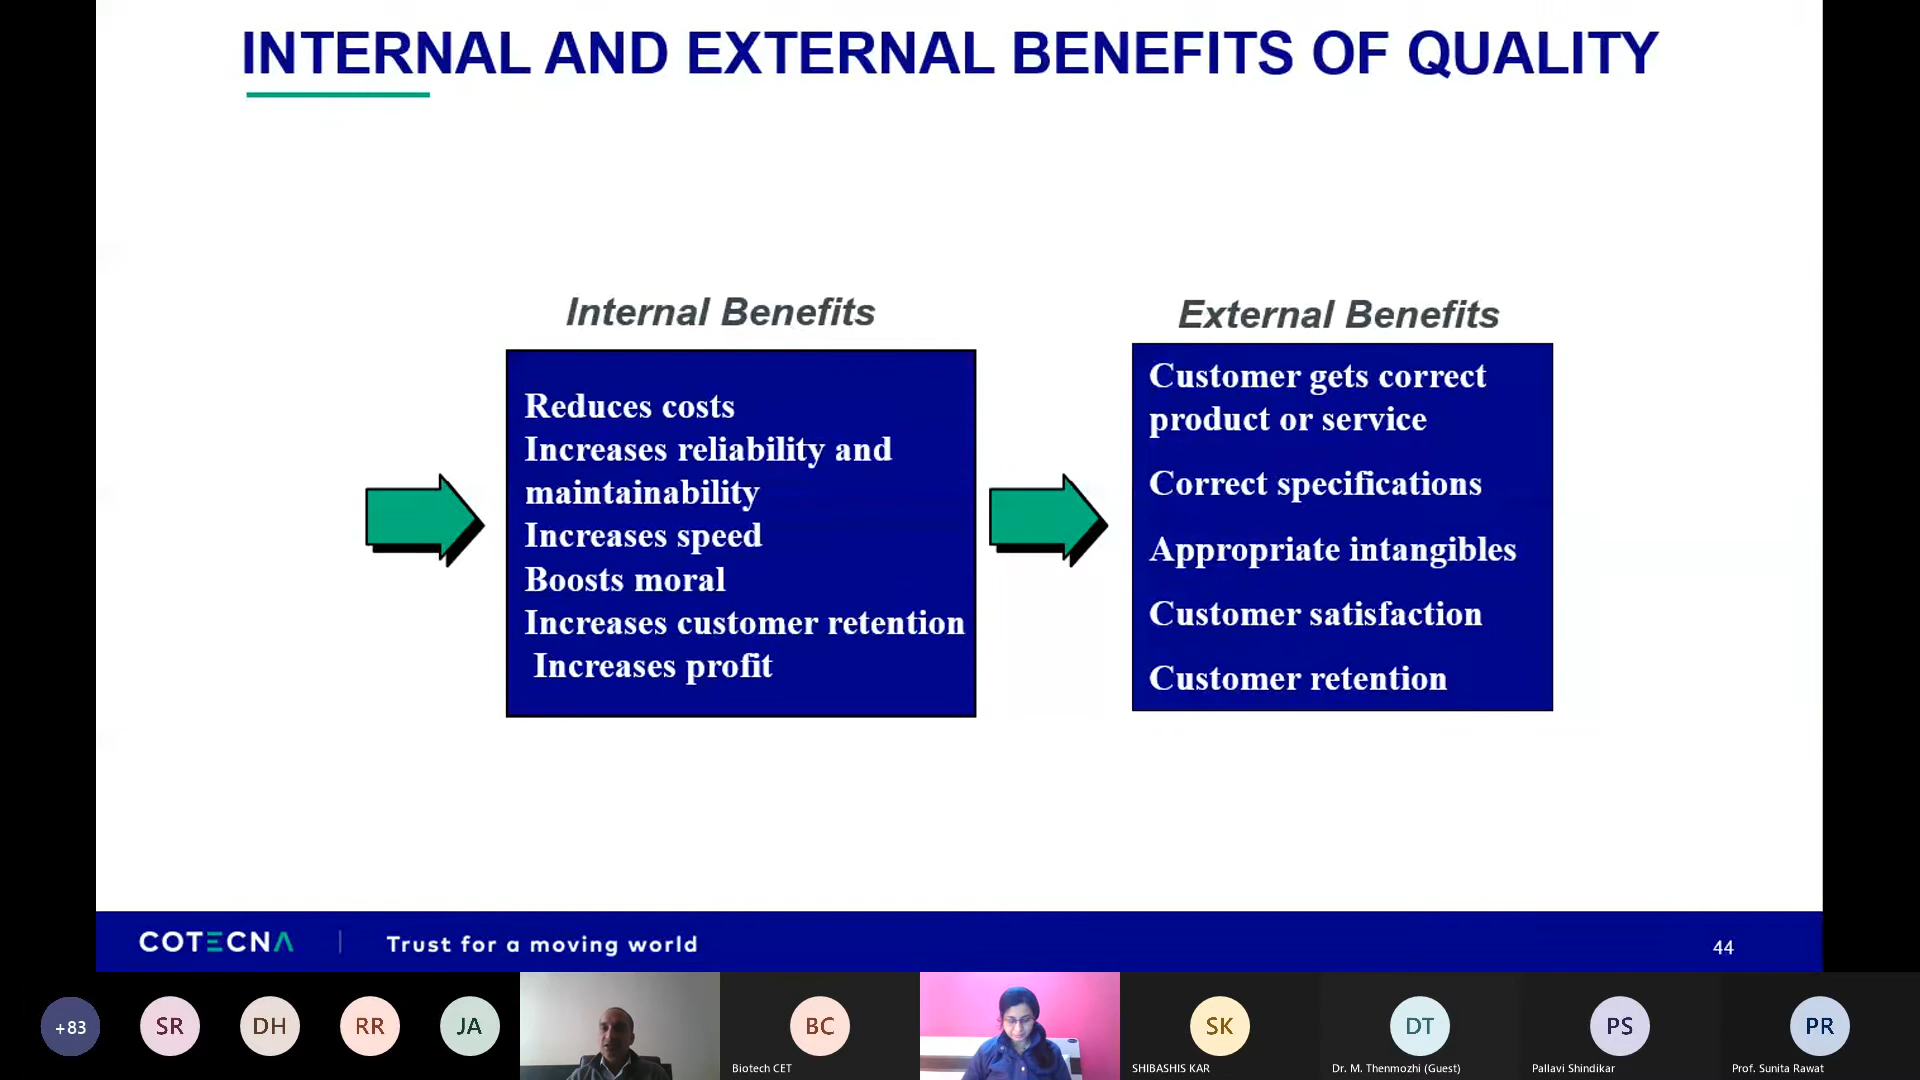 INTERNAL AND EXTERNAL BENEFITS OF QUALITY
Internal Benefits
Reduces costs
Increases reliability and
maintainability
Increases speed
Boosts moral
Increases customer retention
Increases profit
External Benefits
Customer gets correct
product or service
Correct specifications
Appropriate intangibles
Customer satisfaction
Customer retention
COTECNA | Trust for a moving world
44
+83
SR
DH
RR
JA
BC
Biotech CET
SK
SHIBASHIS KAR
DT
Dr. M. Thenmozhi (Guest)
PS
Pallavi Shindikar
PR
Prof. Sunita Rawat